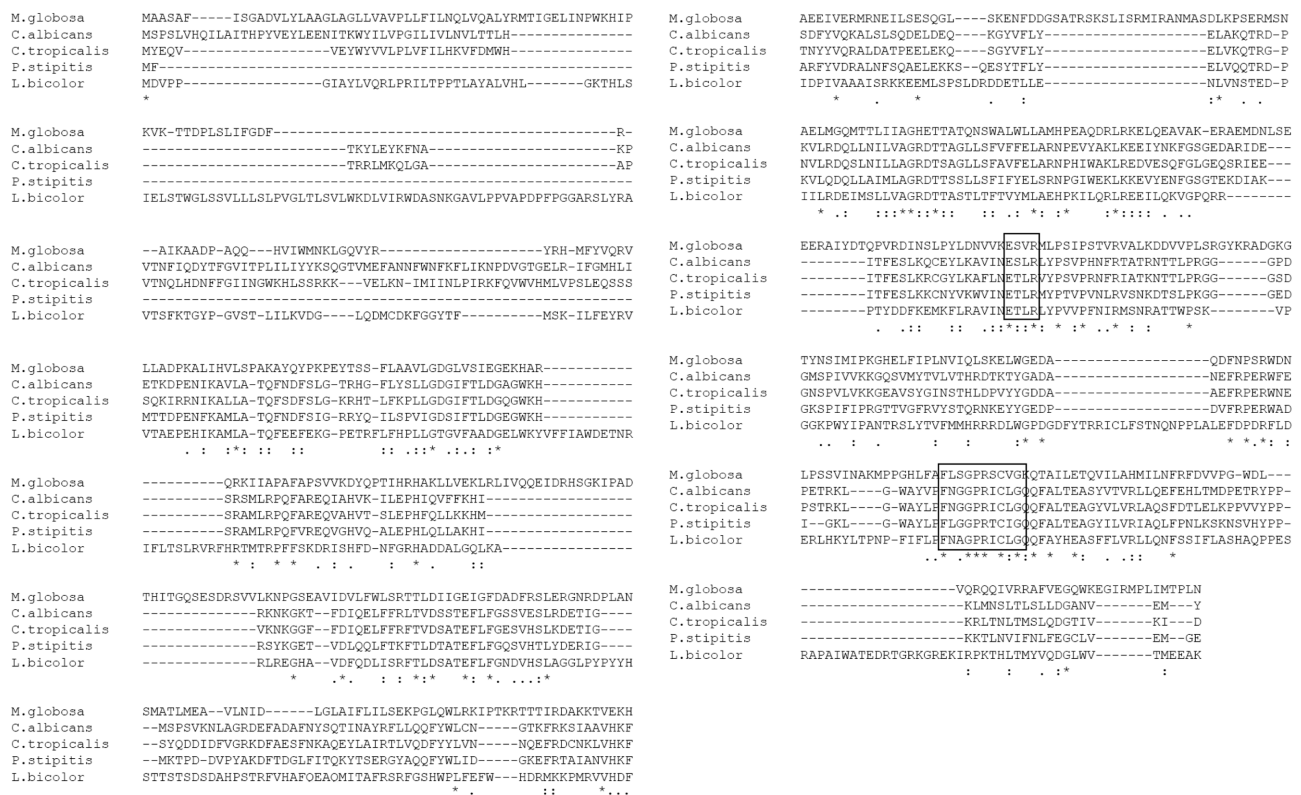 M.globosa MAASAF-----ISGADVLYLAAGLAGLLVAVPLLFILNQLVQALYRMTIGELINPWKHIP
C.albicans MSPSLVHQILAITHPYVEYLEENITKWYILVPGILIVLNVLTTLH---------------
C.tropicalis MYEQV-----------------VEYWYVVLPLVFILHKVFDMWH---------------
P.stipitis MF----------------------------------------------------------
L.bicolor MDVPP-----------------GIAYLVQRLPRILTPPTLAYALVHL-------GKTHLS
*
M.globosa KVK-TTDPLSLIFGDF------------------------------------------R-
C.albicans -------------------------TKYLEYKFNA-----------------------KP
C.tropicalis -------------------------TRRLMKQLGA-----------------------AP
P.stipitis ------------------------------------------------------------
L.bicolor IELSTWGLSSVLLLSLPVGLTLSVLWKDLVIRWDASNKGAVLPPVAPDPFPGGARSLYRA
M.globosa --AIKAADP-AQQ---HVIWMNKLGQVYR-----------------YRH-MFYVQRV
C.albicans VTNFIQDYTFGVITPLILIYYKSQGTVMEFANNFWNFKFLIKNPDVGTGELR-IFGMHLI
C.tropicalis VTNQLHDNFFGIINGWKHLSSRKK---VELKN-IMIINLPIRKFQVWVHMLVPSLEQSSS
P.stipitis ------------------------------------------------------------
L.bicolor VTSFKTGYP-GVST-LILKVDG---LQDMCDKFGGYTF----------MSK-ILFEYRV
M.globosa LLADPKALIHVLSPAKAYQYPKPEYTSS-FLAAVLGDGLVSIEGEKHAR-----------
C.albicans ETKDPENIKAVLA-TQFNDFSLG-TRHG-FLYSLLGDGIFTLDGAGWKH-----------
C.tropicalis SQKIRRNIKALLA-TQFSDFSLG-KRHT-LFKPLLGDGIFTLDGQGWKH-----------
P.stipitis MTTDPENFKAMLA-TQFNDFSIG-RRYQ-ILSPVIGDSIFTLDGEGWKH-----------
L.bicolor VTAEPEHIKAMLA-TQFEEFEKG-PETRFLFHPLLGTGVFAADGELWKYVFFIAWDETNR
. : :*:: *: : : ::. ::* . .: :*
M.globosa -----------QRKIIAPAFAPSVVKDYQPTIHRHAKLLVEKLRLIVQQEIDRHSGKIPAD
C.albicans -----------SRSMLRPQFAREQIAHVK-ILEPHIQVFFKHI-----------------
C.tropicalis -----------SRAMLRPQFAREQVAHVT-SLEPHFQLLKKHM-----------------
P.stipitis -----------SRAMLRPQFVREQVGHVQ-ALEPHLQLLAKHI-----------------
L.bicolor IFLTSLRVRFHRTMTRPFFSKDRISHFD-NFGRHADDALGQLKA----------------
* : * * . : . * ::
M.globosa THITGQSESDRSVVLKNPGSEAVIDVLFWLSRTTLDIIGEIGFDADFRSLERGNRDPLAN
C.albicans --------------RKNKGKT--FDIQELFFRLTVDSSTEFLFGSVESLRDETIG-----
C.tropicalis --------------VKNKGGF--FDIQELFFRFTVDSATEFLFGESVHSLKDETIG----
P.stipitis --------------RSYKGET--VDLQQLFTKFTLDTATEFLFGQSVHTLYDERIG----
L.bicolor --------------RLREGHA--VDFQDLISRFTLDSATEFLFGNDVHSLAGGLPYPYYH
* .*. : : *:* *: *. ...:*
M.globosa SMATLMEA--VLNID------LGLAIFLILSEKPGLQWLRKIPTKRTTTIRDAKKTVEKH
C.albicans --MSPSVKNLAGRDEFADAFNYSQTINAYRFLLQQFYWLCN-----GTKFRKSIAAVHKF
C.tropicalis --SYQDDIDFVGRKDFAESFNKAQEYLAIRTLVQDFYYLVN-----NQEFRDCNKLVHKF
P.stipitis --MKTPD-DVPYAKDFTDGLFITQKYTSERGYAQQFYWLID-----GKEFRTAIANVHKF
L.bicolor STTSTSDSDAHPSTRFVHAFQEAQMITAFRSRFGSHWPLFEFW---HDRMKKPMRVVHDF
* . :: *...
M.globosa AEEIVERMRNEILSESQGL----SKENFDDGSATRSKSLISRMIRANMASDLKPSERMSN
C.albicans SDFYVQKALSLSQDELDEQ----KGYVFLY------------------ELAKQTRD-P
C.tropicalis TNYYVQRALDATPEELEKQ----SGYVFLY------------------ELVKQTRG-P
P.stipitis ARFYVDRALNFSQAELEKKS--QESYTFLY------------------ELVQQTRD-P
L.bicolor IDPIVAAAISRKKEEMLSPSLDRDDETLLE------------------NLVNSTED-P
* . * . : :* . .
M.globosa AELMGQMTTLIIAGHETTATQNSWALWLLAMHPEAQDRLRKELQEAVAK-ERAEMDNLSE
C.albicans KVLRDQLLNILVAGRDTTAGLLSFVFFELARNPEVYAKLKEEIYNKFGSGEDARIDE---
C.tropicalis NVLRDQSLNILLAGRDTTSAGLLSFAVFELARNPHIWAKLREDVESQFGLGEQSRIEE---
P.stipitis KVLQDQLLAIMLAGRDTTSSLLSFIFYELSRNPGIWEKLKKEVYENFGSGTEKDIAK---
L.bicolor IILRDEIMSLLVAGRDTTASTLTFTVYMLAEHPKILQRLREEILQKVGPQRR--------
* .: :::**:**: :: *: :* :*:::: . ..
M.globosa EERAIYDTQPVRDINSLPYLDNVVKESVRMLPSIPSTVRVALKDDVVPLSRGYKRADGKG
C.albicans --------ITFESLKQCEYLKAVINESLRLYPSVPHNFRTATRNTTLPRGG----GPD
C.tropicalis --------ITFESLKRCGYLKAFLNETLRVYPSVPRNFRIATKNTTLPRGG----GSD
P.stipitis --------ITFESLKKCNYVKWVINETLRMYPTVPVNLRVSNKDTSLPKGG----GED
L.bicolor --------PTYDDFKEMKFLRAVINETLRLYPVVPFNIRMSNRATTWPSK-----VP
. .:: :: .::*::*: * :* ..* : : *
M.globosa TYNSIMIPKGHELFIPLNVIQLSKELWGEDA------------------QDFNPSRWDN
C.albicans GMSPIVVKKGQSVMYTVLVTHRDTKTYGADA------------------NEFRPERWFE
C.tropicalis GNSPVLVKKGEAVSYGINSTHLDPVYYGDDA------------------AEFRPERWNE
P.stipitis GKSPIFIPRGTTVGFRVYSTQRNKEYYGEDP------------------DVFRPERWAD
L.bicolor GGKPWYIPANTRSLYTVFMMHRRRDLWGPDGDGFYTRRICLFSTNQNPPLALEFDPDRFLD
.. : : : :* * * *.*: :
M.globosa LPSSVINAKMPPGHLFAFLSGPRSCVGKQTAILETQVILAHMILNFRFDVVPG-WDL---
C.albicans PETRKL----G-WAYVPFNGGPRICLGQQFALTEASYVTVRLLQEFEHLTMDPETRYPP-
C.tropicalis PSTRKL----G-WAYLPFNGGPRICLGQQFALTEAGYVLVRLAQSFDTLELKPPVVYPP-
P.stipitis I-GKL----G-WAYLPFLGGPRTCIGQQFALTEAGYILVRIAQLFPNLKSKNSVHYPP-
L.bicolor ERLHKYLTPNP-FIFLPFNAGPRICLGQQFAYHEASFFLVRLLQNFSSIFLASHAQPPES
..* *** *:*:* * *: . .:: *
M.globosa -------------------VQRQQIVRRAFVEGQWKEGIRMPLIMTPLN
C.albicans --------------------KLMNSLTLSLLDGANV------EM---Y
C.tropicalis --------------------KRLTNLTMSLQDGTIV------KI---D
P.stipitis --------------------KKTLNVIFNLFEGCLV------EM--GE
L.bicolor RAPAIWATEDRTGRKGREKIRPKTHLTMYVQDGLWV-------TMEEAK
: : . :* :